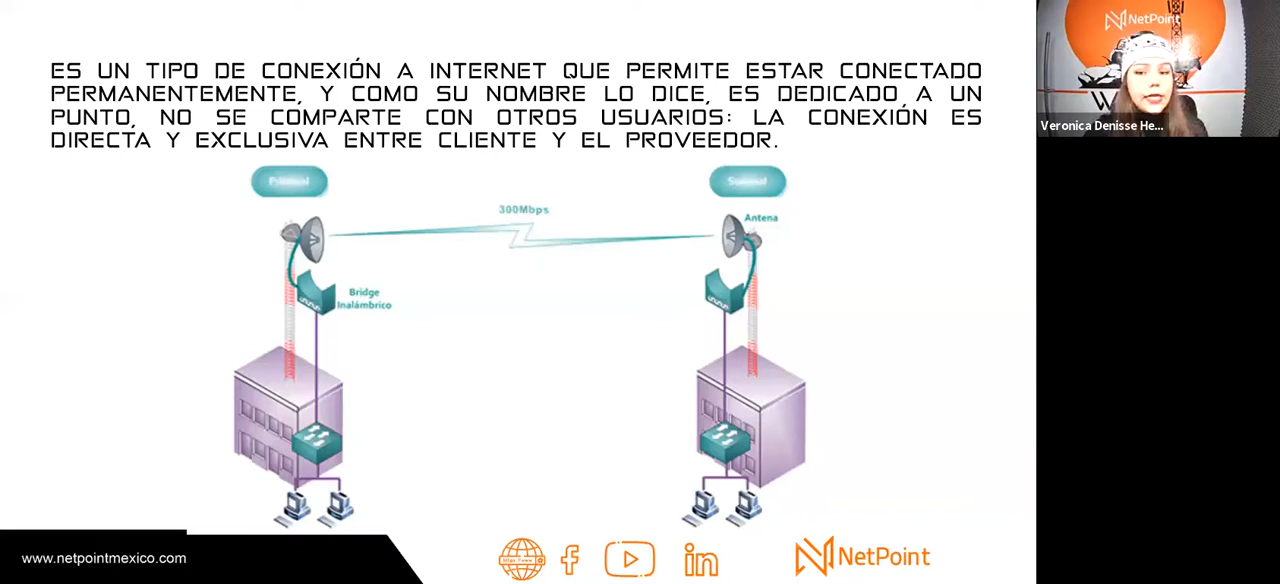 ES UN TIPO DE CONEXIÓN A INTERNET QUE PERMITE ESTAR CONECTADO
PERMANENTEMENTE, Y COMO SU NOMBRE LO DICE, ES DEDICADO A UN
PUNTO, NO SE COMPARTE CON OTROS USUARIOS: LA CONEXIÓN ES
DIRECTA Y EXCLUSIVA ENTRE CLIENTE Y EL PROVEEDOR.
300Mbps
Antena
Bridge
Inalámbrico
www.netpointmexico.com
NetPoint
NetPoint
Veronica Denisse He...